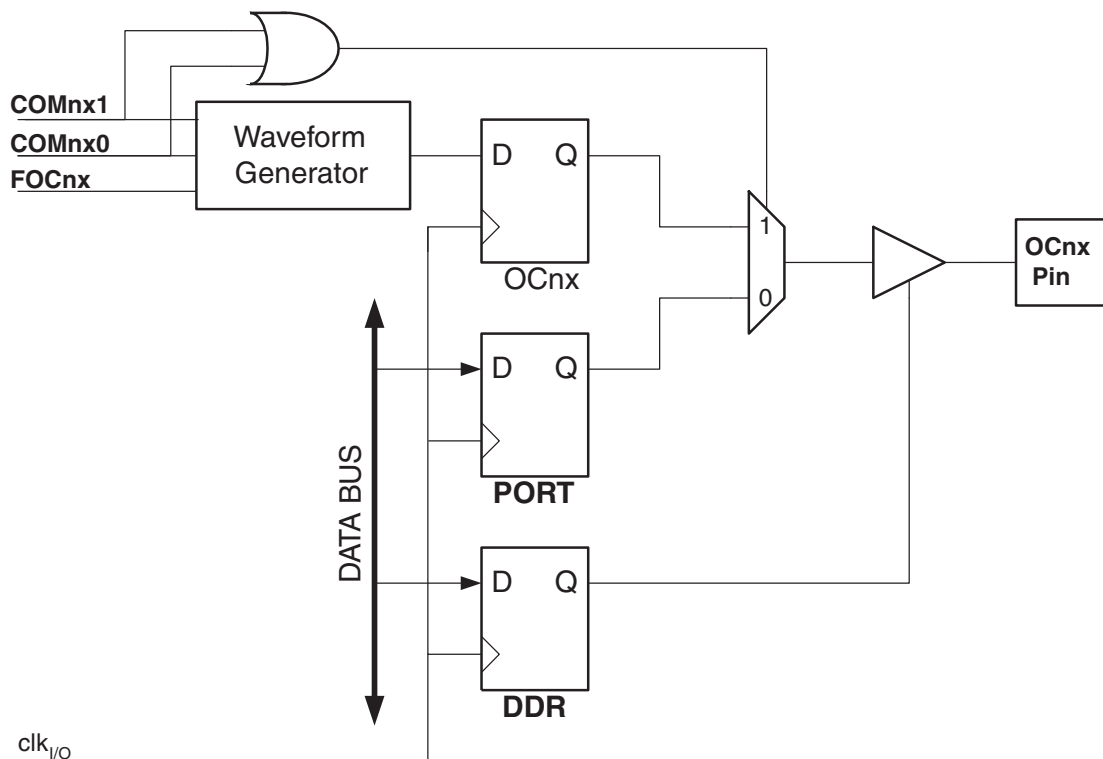 COMnx1
COMnx0
FOCnx
Waveform
Generator
D Q
OCnx
1
0
OCnx
Pin
D Q
PORT
DATA BUS
D Q
DDR
clkI/O